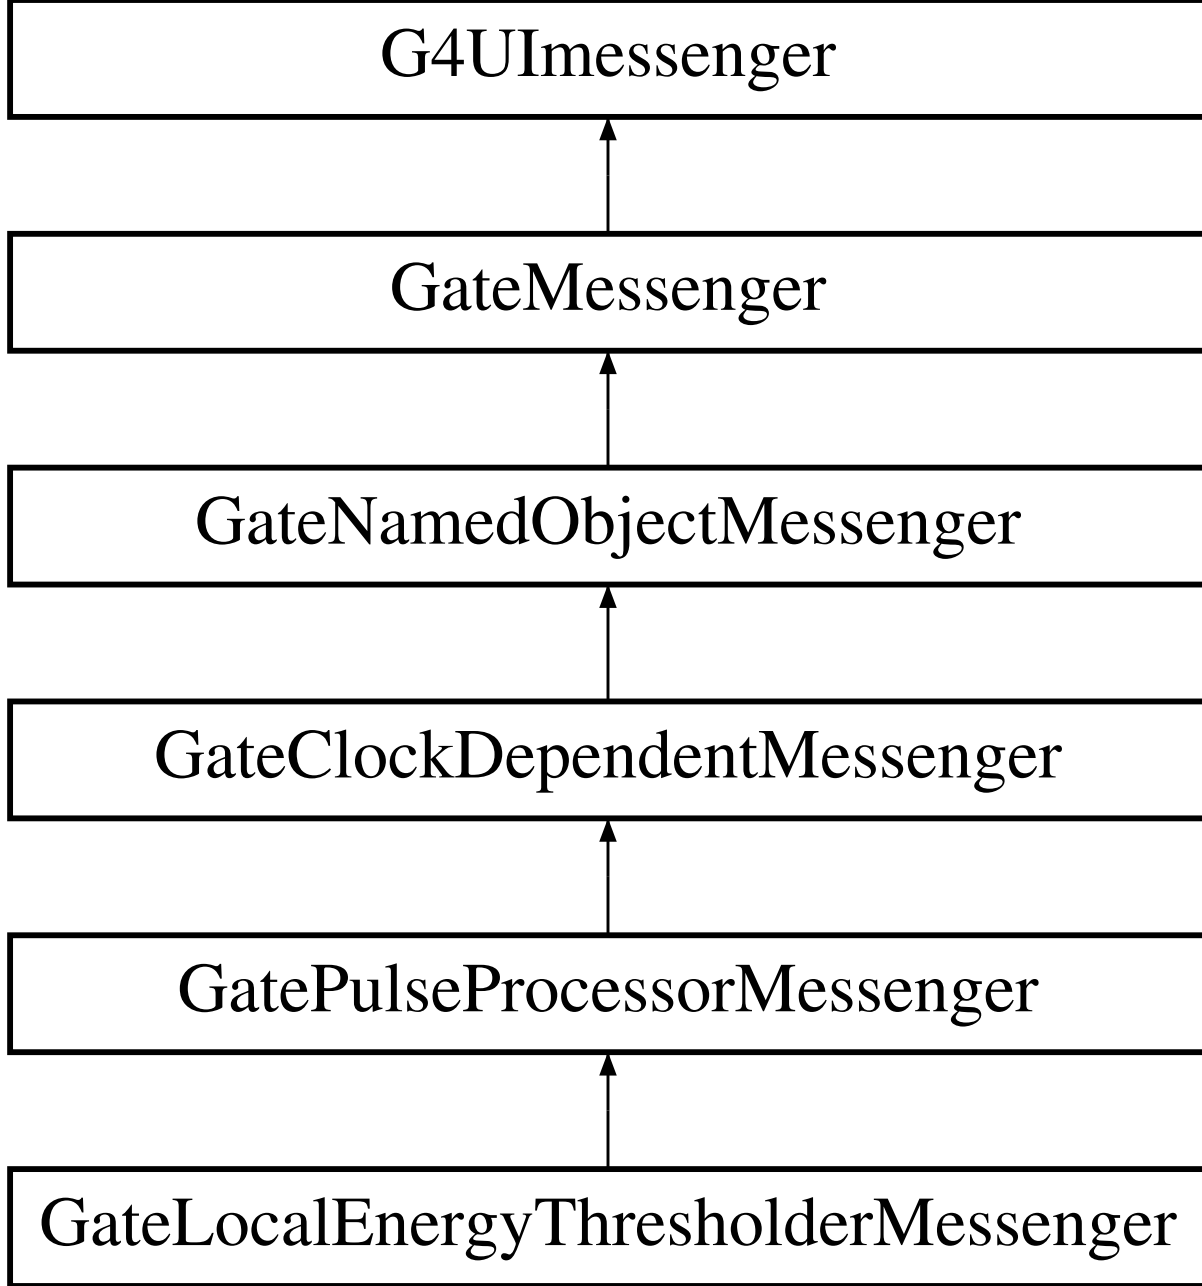 G4UImessenger
GateMessenger
GateNamedObjectMessenger
GateClockDependentMessenger
GatePulseProcessorMessenger
GateLocalEnergyThresholderMessenger